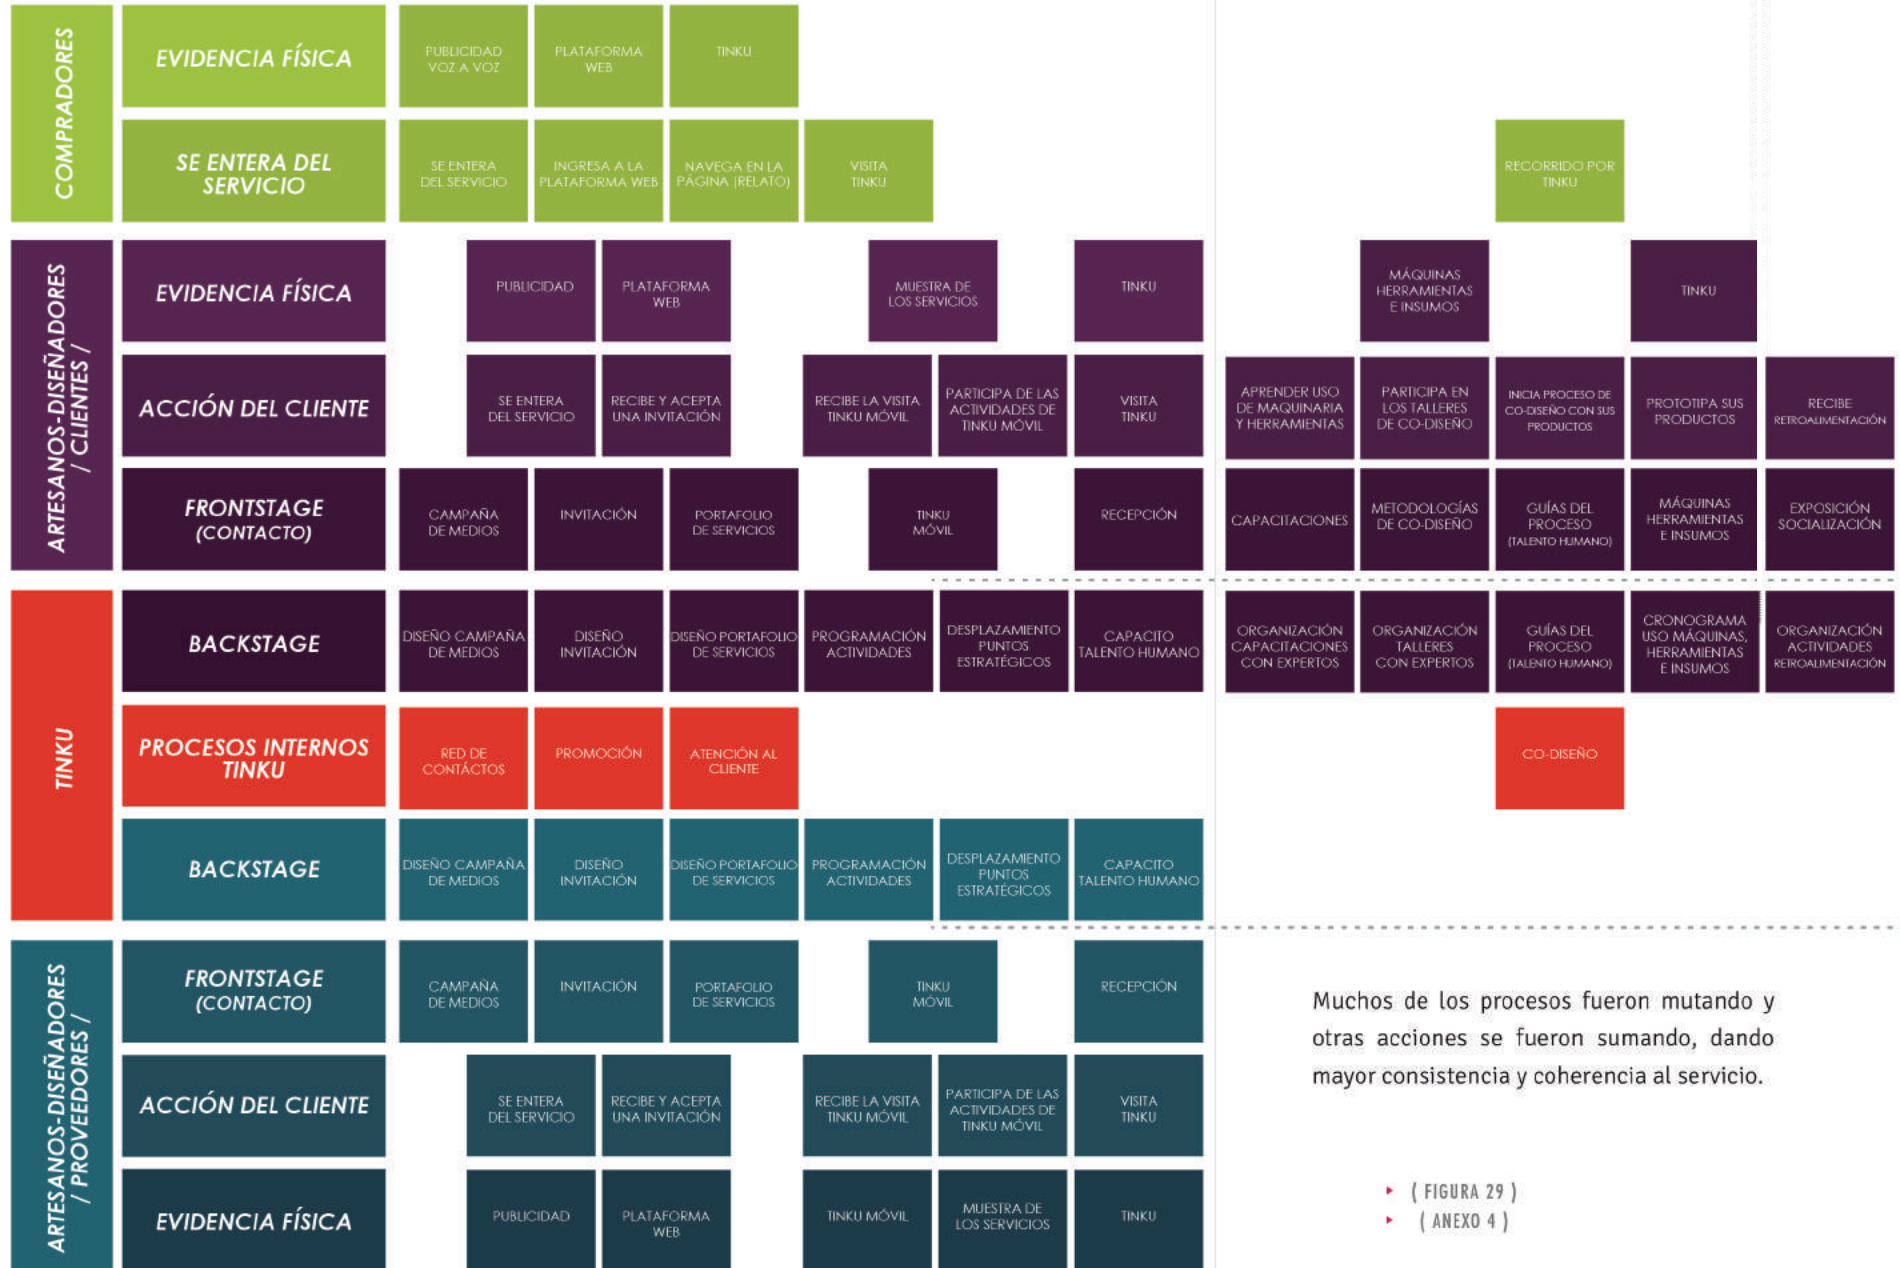 COMPRADORES
EVIDENCIA FÍSICA
PUBLICIDAD
VOZ A VOZ
PLATAFORMA
WEB
TINKU
SE ENTERA DEL
SERVICIO
SE ENTERA
DEL SERVICIO
INGRESA A LA
PLATAFORMA WEB
NAVEGA EN LA
PÁGINA (RELATO)
VISITA
TINKU
RECORRIDO POR
TINKU
ARTESANOS-DISEÑADORES
/ CLIENTES /
EVIDENCIA FÍSICA
PUBLICIDAD
PLATAFORMA
WEB
MUESTRA DE
LOS SERVICIOS
TINKU
MÁQUINAS
HERRAMIENTAS
E INSUMOS
TINKU
ACCIÓN DEL CLIENTE
SE ENTERA
DEL SERVICIO
RECIBE Y ACEPTA
UNA INVITACIÓN
RECIBE LA VISITA
TINKU MÓVIL
PARTICIPA DE LAS
ACTIVIDADES DE
TINKU MÓVIL
VISITA
TINKU
APRENDER USO
DE MAQUINARIA
Y HERRAMIENTAS
PARTICIPA EN
LOS TALLERES
DE CO-DISEÑO
INICIA PROCESO DE
CO-DISEÑO CON SUS
PRODUCTOS
PROTOTIPA SUS
PRODUCTOS
RECIBE
RETROALIMENTACIÓN
FRONTSTAGE
(CONTACTO)
CAMPAÑA
DE MEDIOS
INVITACIÓN
PORTAFOLIO
DE SERVICIOS
TINKU
MÓVIL
RECEPCIÓN
CAPACITACIONES
METODOLOGÍAS
DE CO-DISEÑO
GUÍAS DEL
PROCESO
(TALENTO HUMANO)
MÁQUINAS
HERRAMIENTAS
E INSUMOS
EXPOSICIÓN
SOCIALIZACIÓN
TINKU
BACKSTAGE
DISEÑO CAMPAÑA
DE MEDIOS
DISEÑO
INVITACIÓN
DISEÑO PORTAFOLIO
DE SERVICIOS
PROGRAMACIÓN
ACTIVIDADES
DESPLAZAMIENTO
PUNTOS
ESTRATÉGICOS
CAPACITO
TALENTO HUMANO
ORGANIZACIÓN
CAPACITACIONES
CON EXPERTOS
ORGANIZACIÓN
TALLERES
CON EXPERTOS
GUÍAS DEL
PROCESO
(TALENTO HUMANO)
CRONOGRAMA
USO MÁQUINAS,
HERRAMIENTAS
E INSUMOS
ORGANIZACIÓN
ACTIVIDADES
RETROALIMENTACIÓN
PROCESOS INTERNOS
TINKU
RED DE
CONTÁCTOS
PROMOCIÓN
ATENCIÓN AL
CLIENTE
CO-DISEÑO
BACKSTAGE
DISEÑO CAMPAÑA
DE MEDIOS
DISEÑO
INVITACIÓN
DISEÑO PORTAFOLIO
DE SERVICIOS
PROGRAMACIÓN
ACTIVIDADES
DESPLAZAMIENTO
PUNTOS
ESTRATÉGICOS
CAPACITO
TALENTO HUMANO
ARTESANOS-DISEÑADORES
/ PROVEEDORES /
FRONTSTAGE
(CONTACTO)
CAMPAÑA
DE MEDIOS
INVITACIÓN
PORTAFOLIO
DE SERVICIOS
TINKU
MÓVIL
RECEPCIÓN
ACCIÓN DEL CLIENTE
SE ENTERA
DEL SERVICIO
RECIBE Y ACEPTA
UNA INVITACIÓN
RECIBE LA VISITA
TINKU MÓVIL
PARTICIPA DE LAS
ACTIVIDADES DE
TINKU MÓVIL
VISITA
TINKU
EVIDENCIA FÍSICA
PUBLICIDAD
PLATAFORMA
WEB
TINKU MÓVIL
MUESTRA DE
LOS SERVICIOS
TINKU
Muchos de los procesos fueron mutando y
otras acciones se fueron sumando, dando
mayor consistencia y coherencia al servicio.
( FIGURA 29 )
( ANEXO 4 )